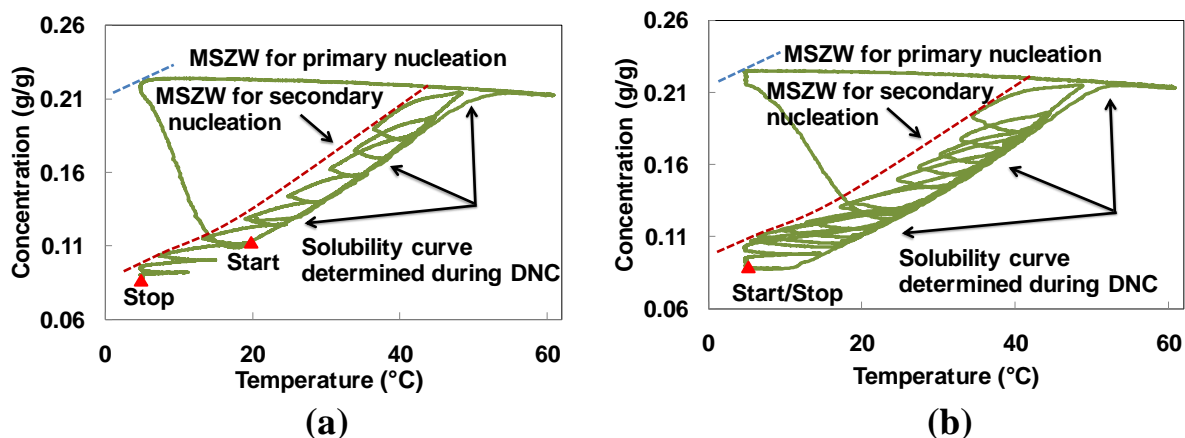 0.26
0.21
0.16
0.11
0.06
Concentration (g/g)
MSZW for primary nucleation
MSZW for secondary
nucleation
Start
Stop
Solubility curve
determined during DNC
0
20
40
60
Temperature (°C)
(a)
0.26
0.21
0.16
0.11
0.06
Concentration (g/g)
MSZW for primary nucleation
MSZW for secondary
nucleation
Start/Stop
Solubility curve
determined during DNC
0
20
40
60
Temperature (°C)
(b)